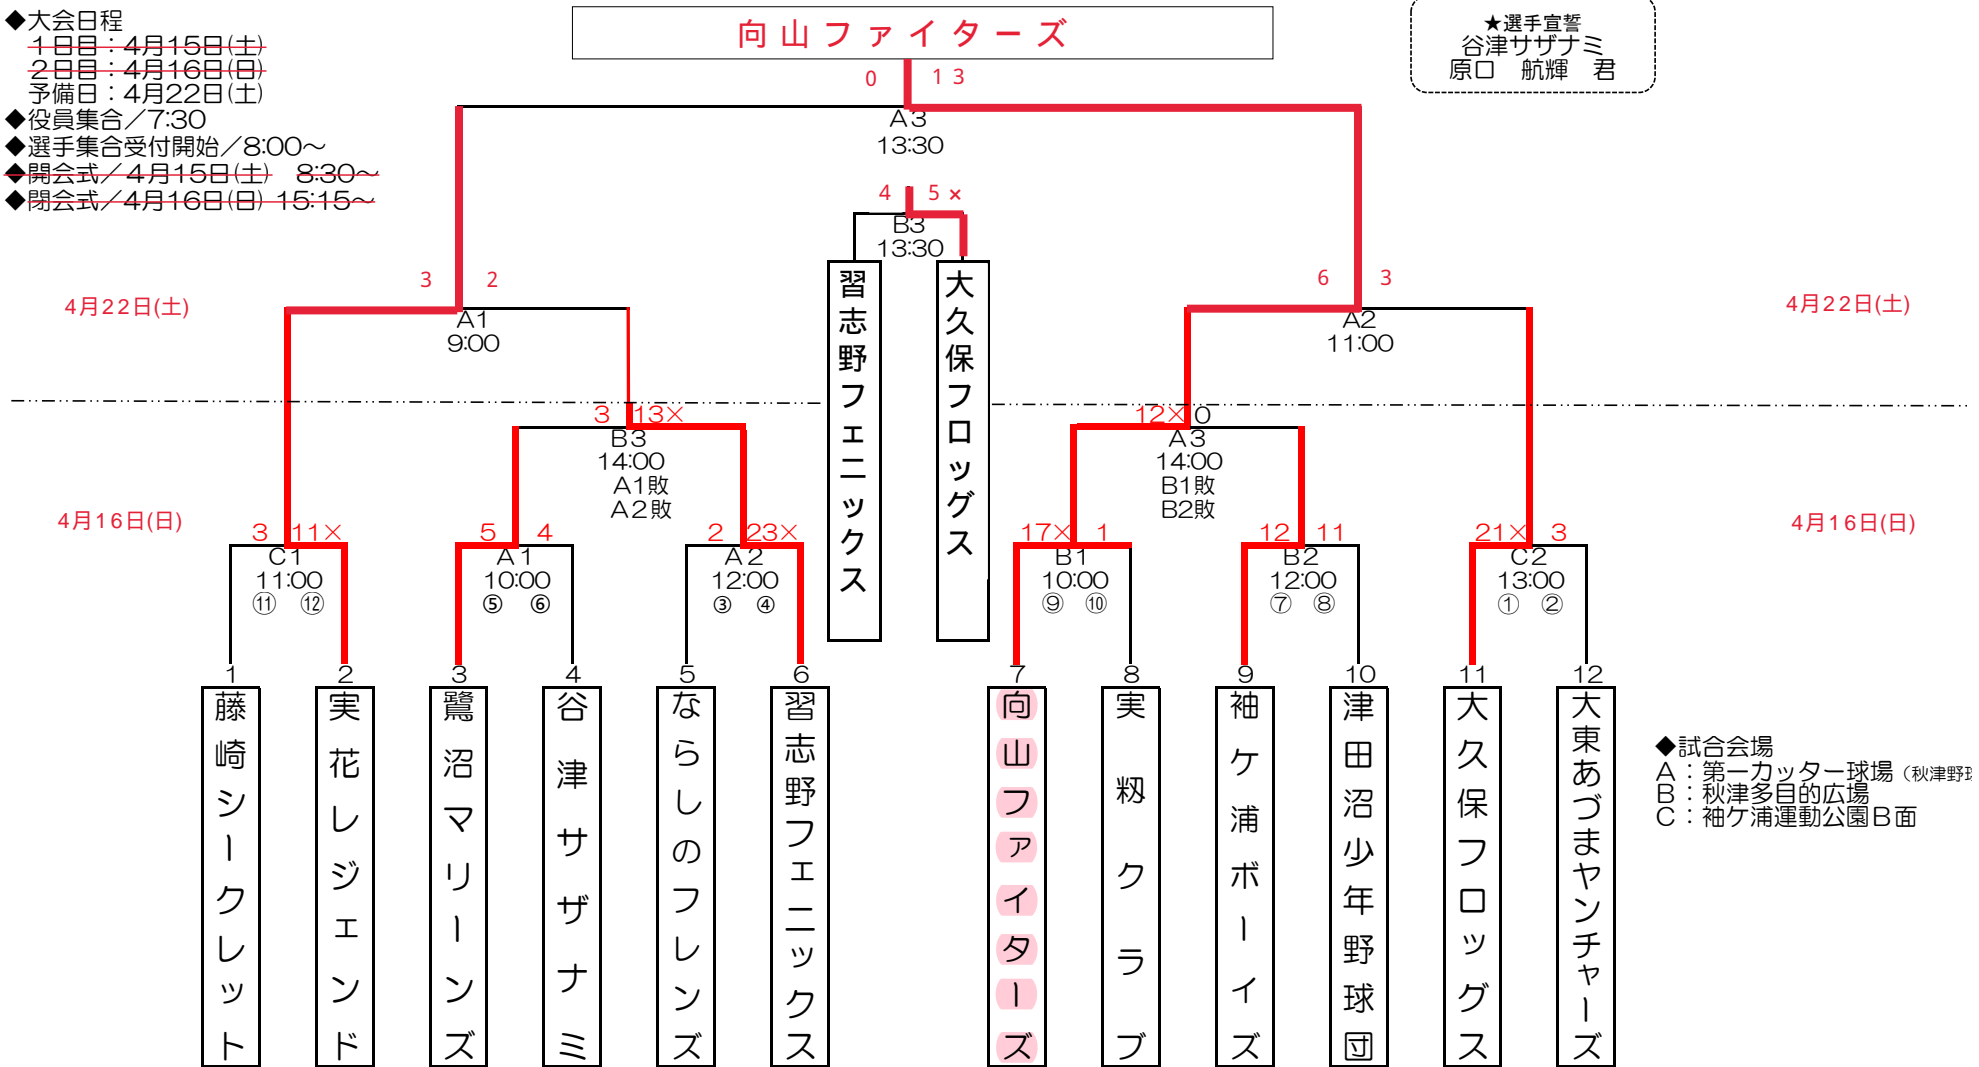 ◆大会日程
1日目：4月15日(土)
2日目：4月16日(日)
予備日：4月22日(土)
◆役員集合／7:30
◆選手集合受付開始／8:00～
◆開会式／4月15日(土) 8:30～
◆閉会式／4月16日(日) 15:15～
向山ファイターズ
★選手宣誓
谷津サザナミ
原口 航輝 君
0 13
A3
13:30
4 5×
B3
13:30
習志野フェニックス
大久保フロッグス
3 2
A1
9:00
6 3
A2
11:00
4月22日(土)
4月22日(土)
3 13×
B3
14:00
A1敗
A2敗
12× 0
A3
14:00
B1敗
B2敗
4月16日(日)
4月16日(日)
3 11×
C1
11:00
⑪ ⑫
5 4
A1
10:00
⑤ ⑥
2 23×
A2
12:00
③ ④
17× 1
B1
10:00
⑨ ⑩
12 11
B2
12:00
⑦ ⑧
21× 3
C2
13:00
① ②
1 2 3 4 5 6 7 8 9 10 11 12
藤崎シークレット
実花レジェンド
鷺沼マリーンズ
谷津サザナミ
ならしのフレンズ
習志野フェニックス
向山ファイターズ
実籾クラブ
袖ケ浦ボーイズ
津田沼少年野球団
大久保フロッグス
大東あづまヤンチャーズ
◆試合会場
A：第一カッター球場（秋津野球
B：秋津多目的広場
C：袖ケ浦運動公園B面